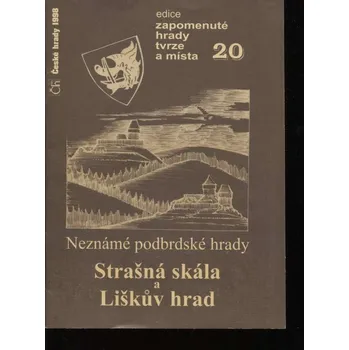 České hrady 1998
edice
zapomenuté
hrady
tvrze
a místa 20
Neznámé podbrdské hrady
Strašná skála
a
Liškův hrad